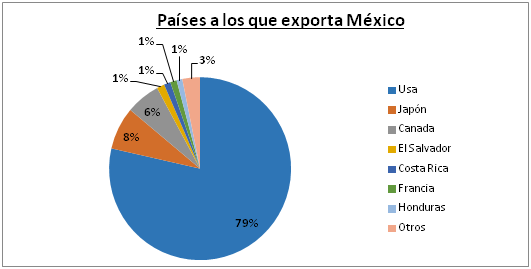 Países a los que exporta México
1%
1%
3%
1%
1%
6%
8%
79%
Usa
Japón
Canada
El Salvador
Costa Rica
Francia
Honduras
Otros